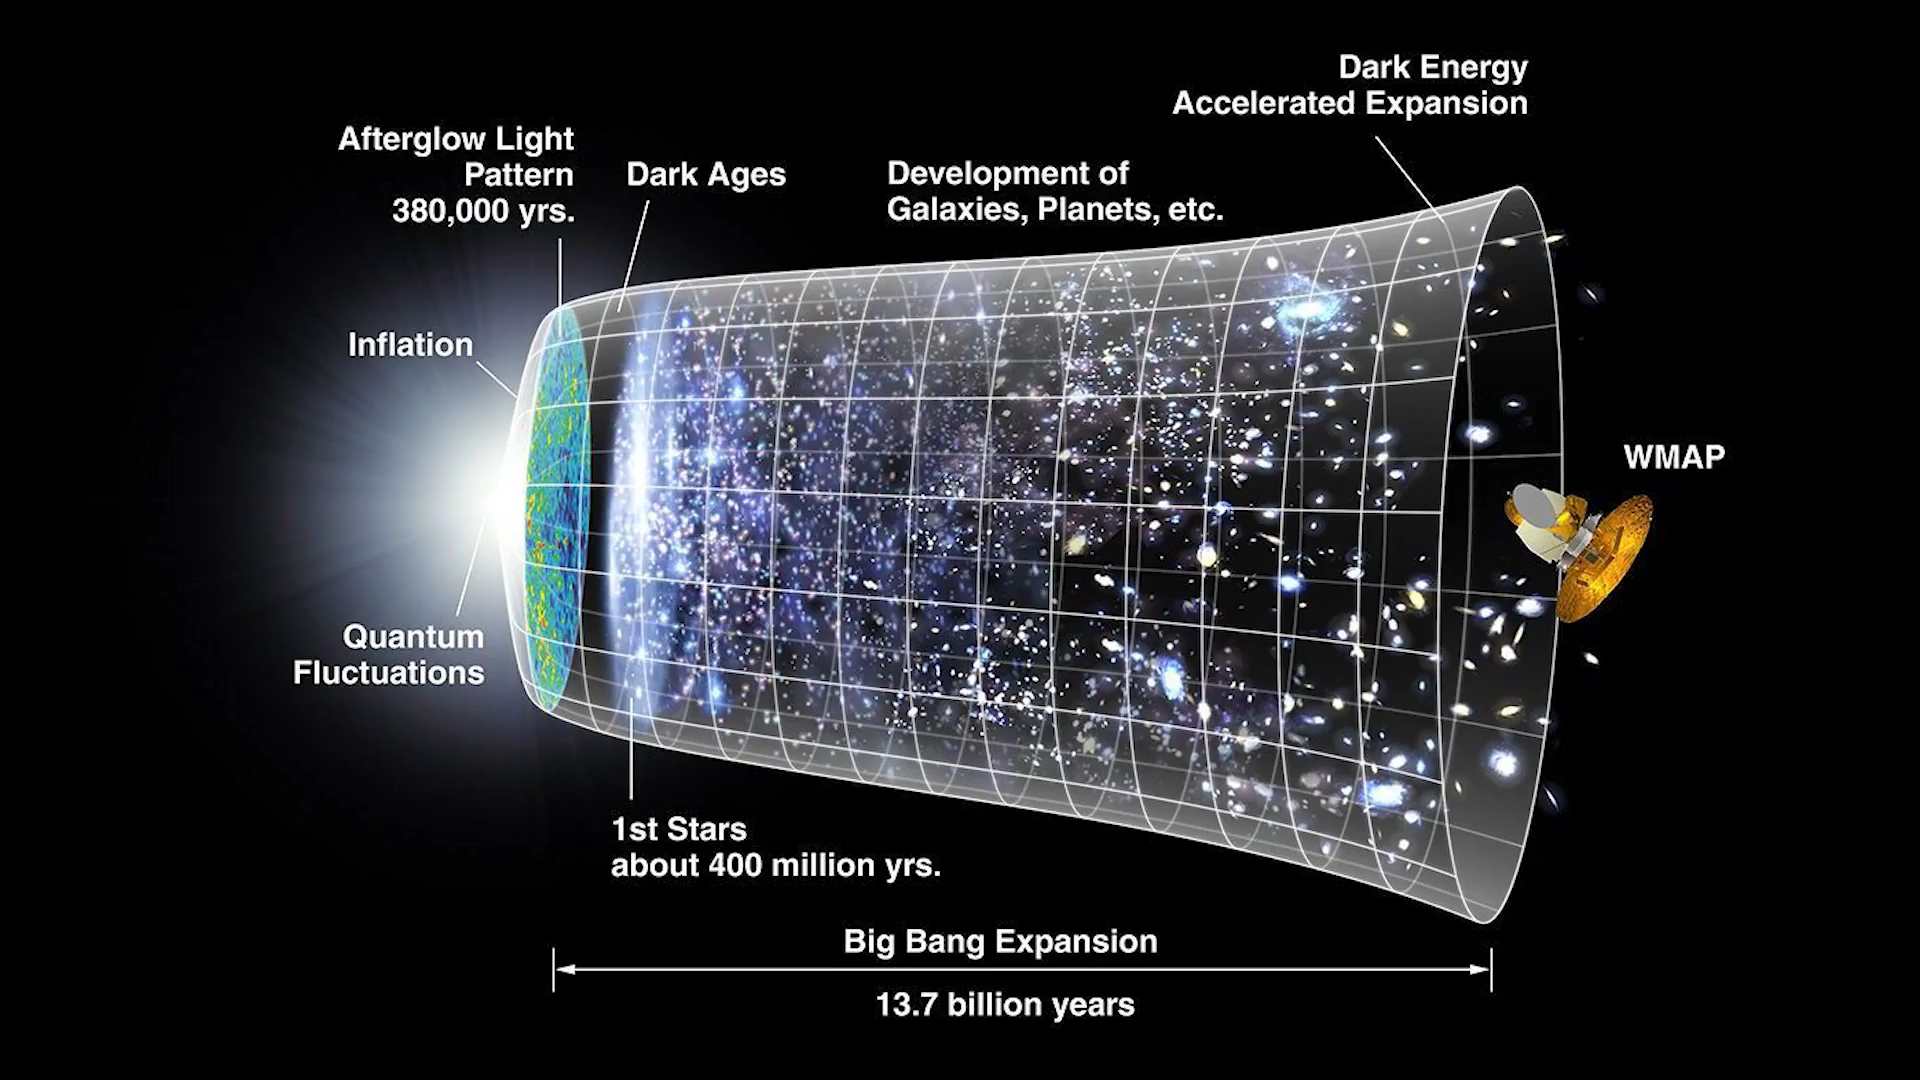 Dark Energy
Accelerated Expansion
Afterglow Light
Pattern
380,000 yrs.
Dark Ages
Development of
Galaxies, Planets, etc.
Inflation
WMAP
Quantum
Fluctuations
1st Stars
about 400 million yrs.
Big Bang Expansion
13.7 billion years